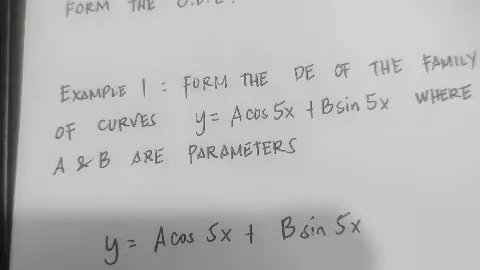 FORM THE O.D.E.
EXAMPLE 1 : FORM THE DE OF THE FAMILY
OF CURVES y = A cos 5x + B sin 5x WHERE
A & B ARE PARAMETERS
y = A cos 5x + B sin 5x